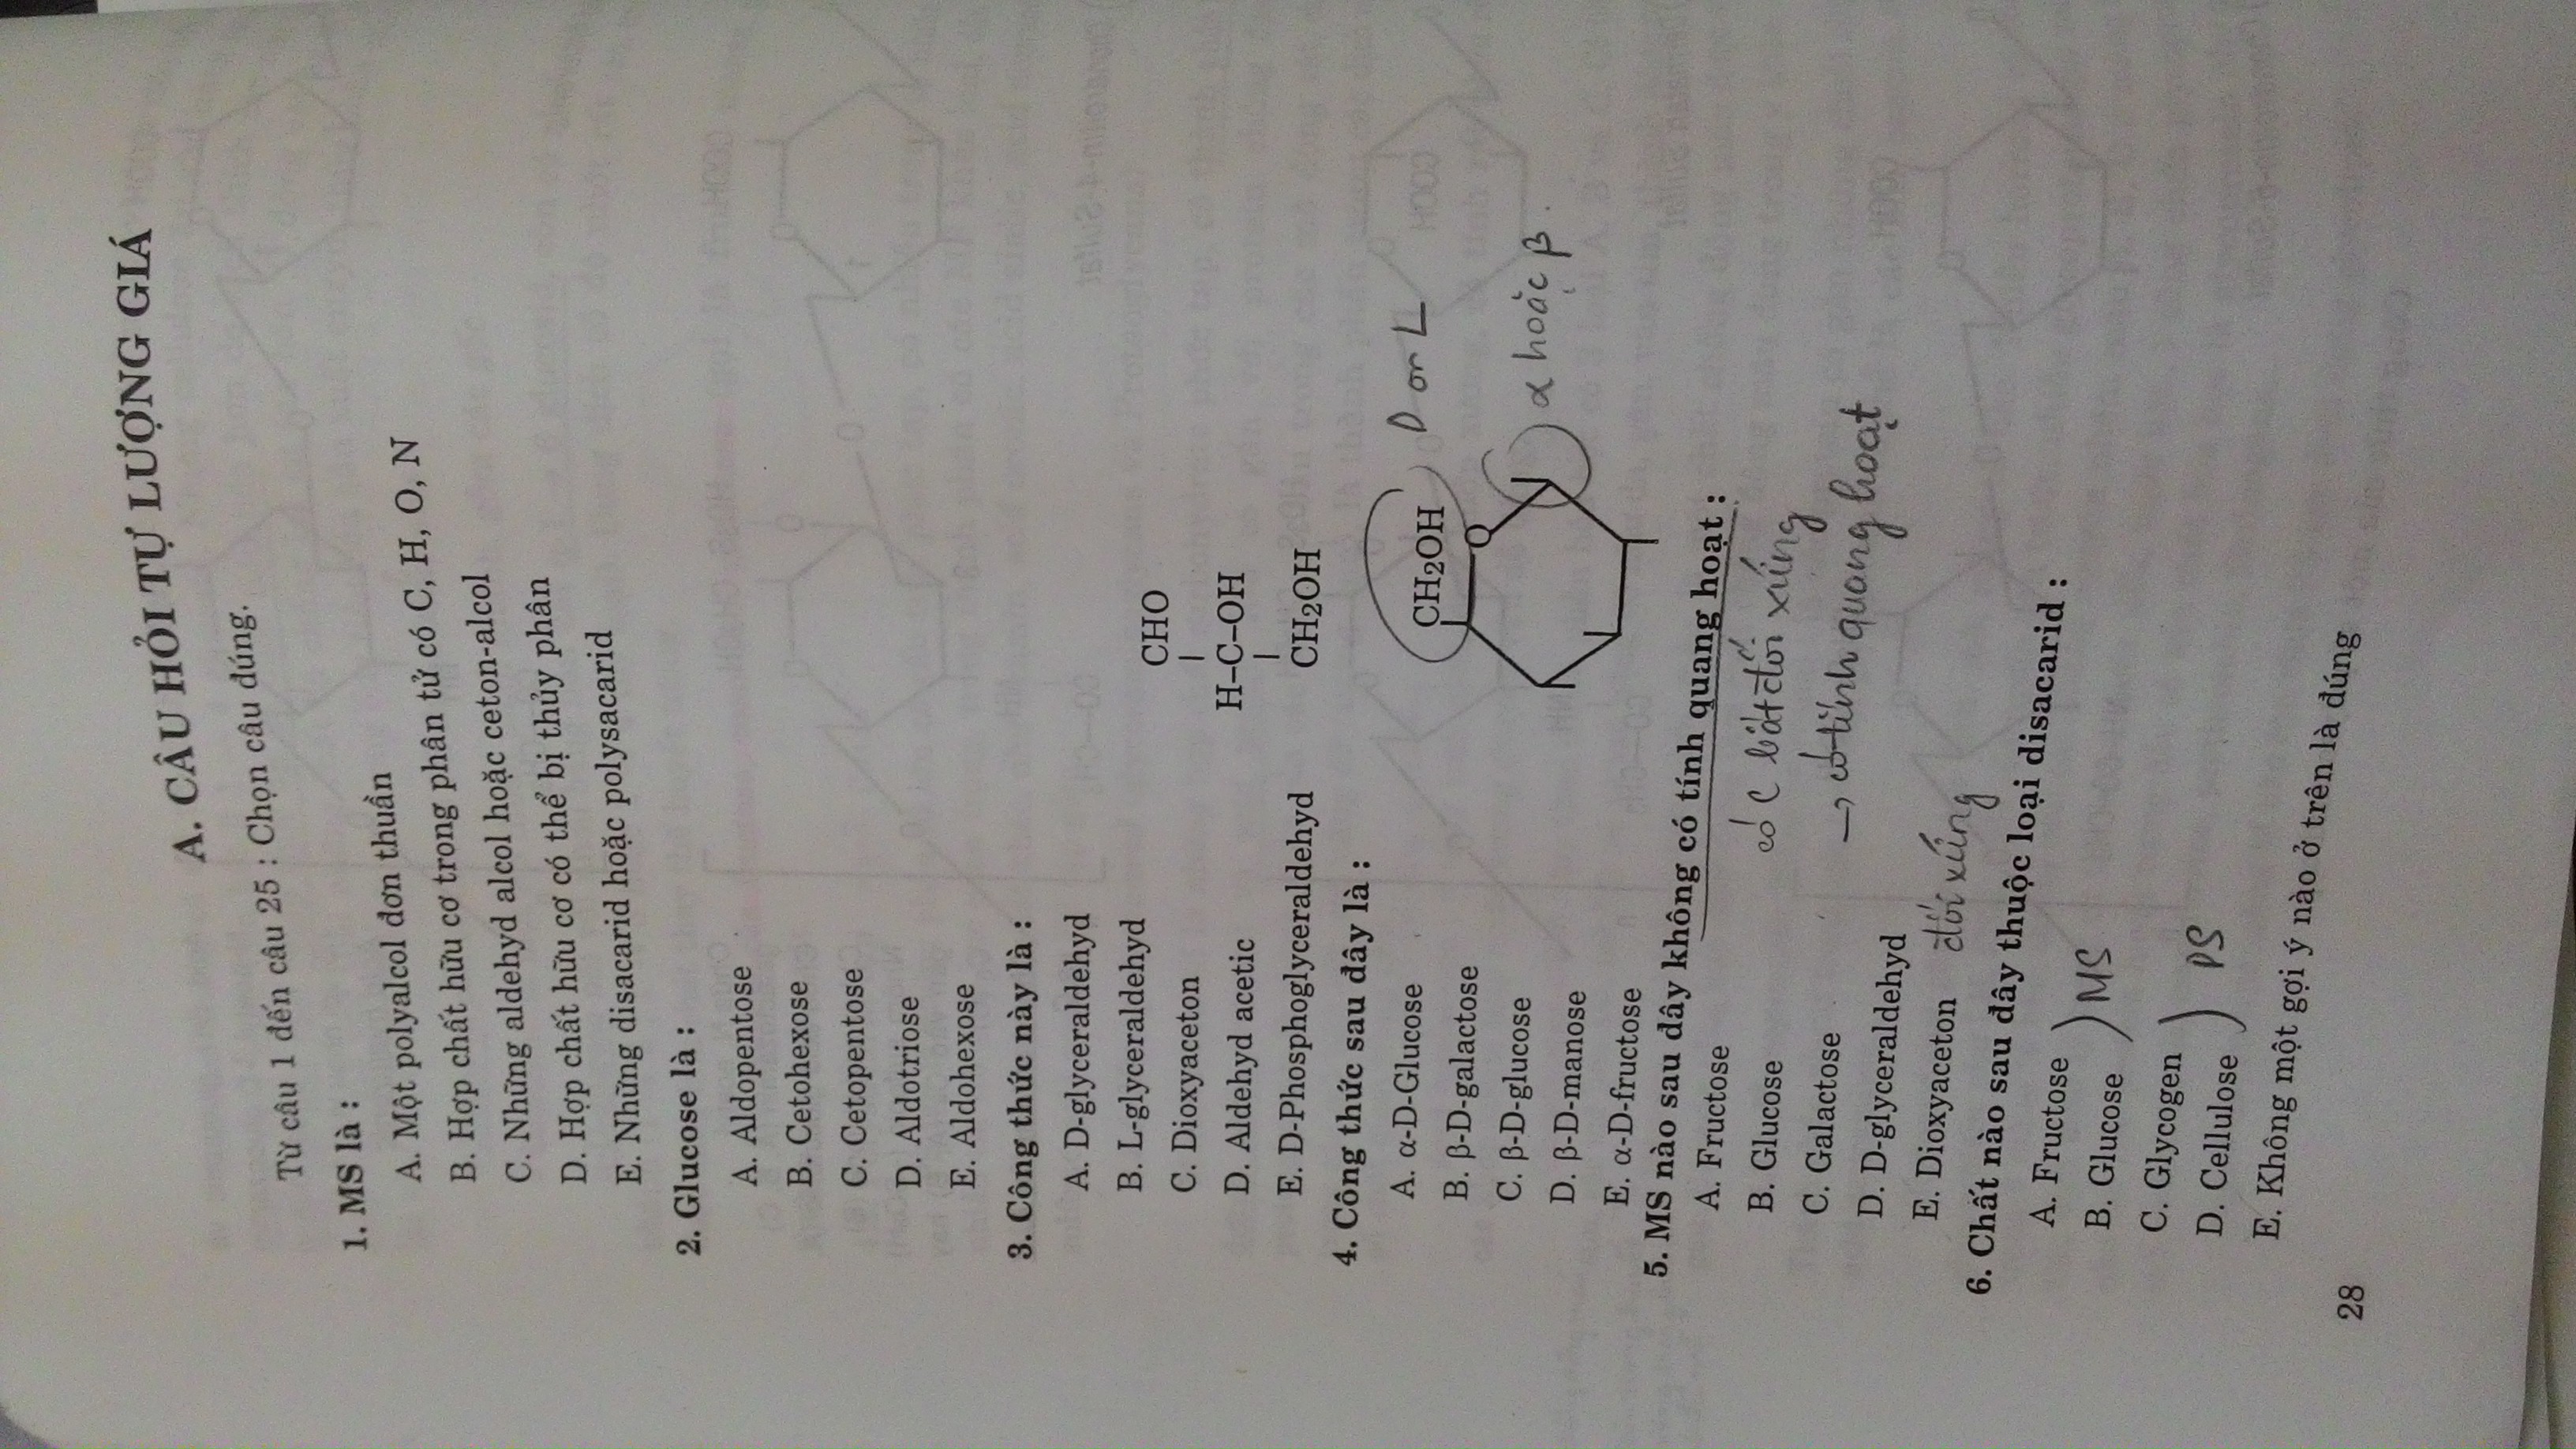 A. CÂU HỎI TỰ LƯỢNG GIÁ
Từ câu 1 đến câu 25 : Chọn câu đúng.
1. MS là :
A. Một polyalcol đơn thuần
B. Hợp chất hữu cơ trong phân tử có C, H, O, N
C. Những aldehyd alcol hoặc ceton-alcol
D. Hợp chất hữu cơ có thể bị thủy phân
E. Những disacarid hoặc polysacarid
2. Glucose là :
A. Aldopentose
B. Cetohexose
C. Cetopentose
D. Aldotriose
E. Aldohexose
3. Công thức này là :
A. D-glyceraldehyd
B. L-glyceraldehyd
C. Dioxyaceton
D. Aldehyd acetic
E. D-Phosphoglyceraldehyd
CHO
H–C–OH
CH2OH
4. Công thức sau đây là :
A. α-D-Glucose
B. β-D-galactose
C. β-D-glucose
D. β-D-manose
E. α-D-fructose
CH2OH
D or L
O
α hoặc β.
5. MS nào sau đây không có tính quang hoạt :
A. Fructose
B. Glucose
C. Galactose
D. D-glyceraldehyd
E. Dioxyaceton đối xứng
có C bất đối xứng
→ có tính quang hoạt
6. Chất nào sau đây thuộc loại disacarid :
A. Fructose
B. Glucose
MS
C. Glycogen
D. Cellulose
PS
E. Không một gợi ý nào ở trên là đúng
28